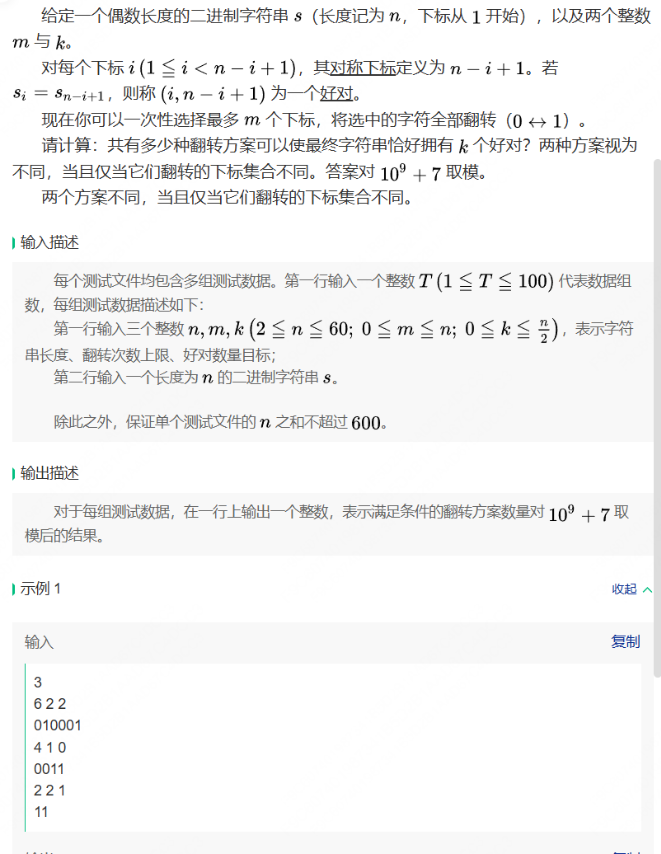 给定一个偶数长度的二进制字符串 s（长度记为 n，下标从 1 开始），以及两个整数
m 与 k。
对每个下标 i (1 ≦ i < n − i + 1)，其对称下标定义为 n − i + 1。若
s_i = s_{n−i+1}，则称 (i, n − i + 1) 为一个好对。
现在你可以一次性选择最多 m 个下标，将选中的字符全部翻转（0 ↔ 1）。
请计算：共有多少种翻转方案可以使最终字符串恰好拥有 k 个好对？两种方案视为
不同，当且仅当它们翻转的下标集合不同。答案对 10^9 + 7 取模。
两个方案不同，当且仅当它们翻转的下标集合不同。
输入描述
每个测试文件均包含多组测试数据。第一行输入一个整数 T (1 ≦ T ≦ 100) 代表数据组
数，每组测试数据描述如下：
第一行输入三个整数 n, m, k (2 ≦ n ≦ 60; 0 ≦ m ≦ n; 0 ≦ k ≦ n/2)，表示字符
串长度、翻转次数上限、好对数量目标；
第二行输入一个长度为 n 的二进制字符串 s。
除此之外，保证单个测试文件的 n 之和不超过 600。
输出描述
对于每组测试数据，在一行上输出一个整数，表示满足条件的翻转方案数量对 10^9 + 7 取
模后的结果。
示例 1 收起
输入 复制
3
6 2 2
010001
4 1 0
0011
2 2 1
11